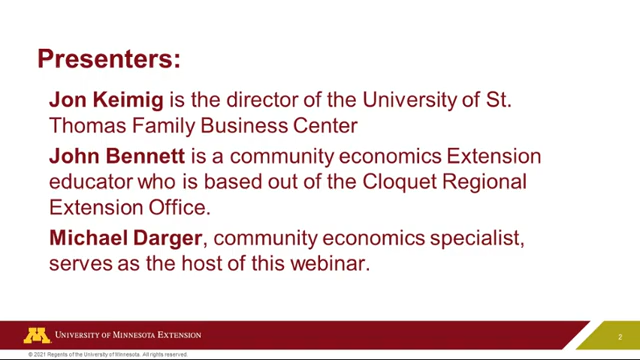 Presenters:
Jon Keimig is the director of the University of St.
Thomas Family Business Center
John Bennett is a community economics Extension
educator who is based out of the Cloquet Regional
Extension Office.
Michael Darger, community economics specialist,
serves as the host of this webinar.
M UNIVERSITY OF MINNESOTA EXTENSION
2
© 2021 Regents of the University of Minnesota. All rights reserved.